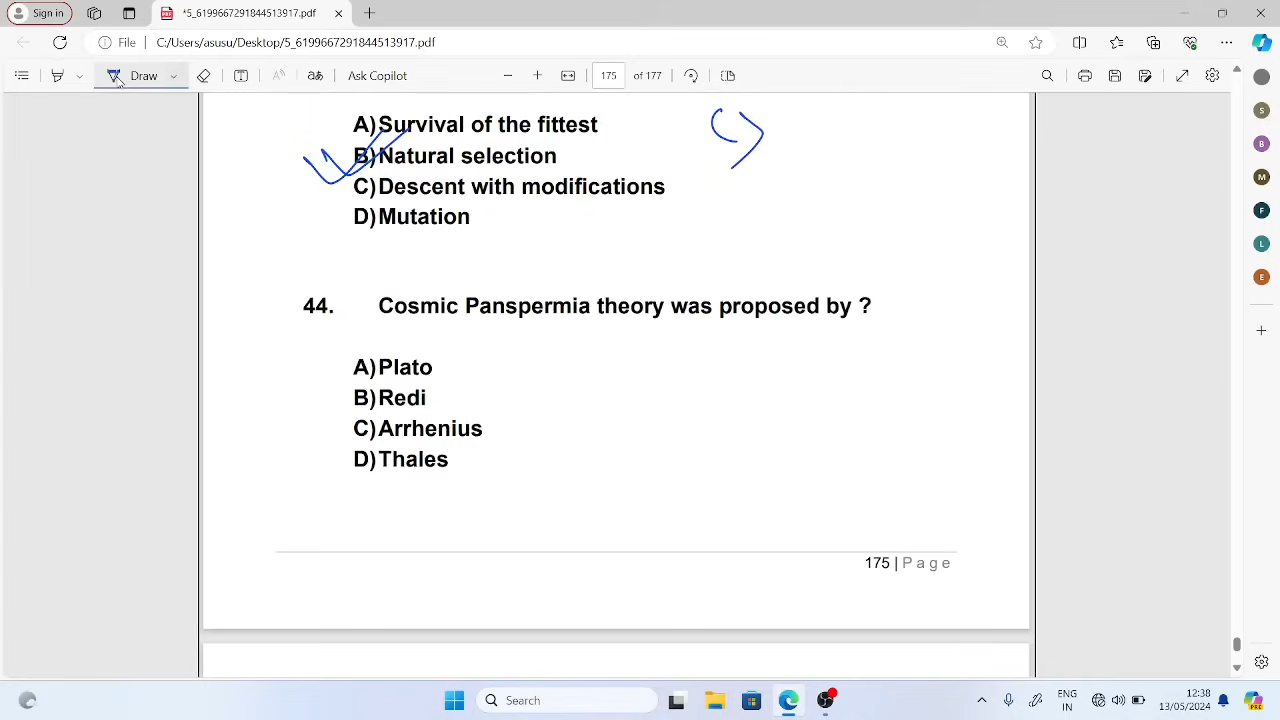 Sign in
*5_6199667291844513917.pdf
File
C:/Users/asusu/Desktop/5_6199667291844513917.pdf
Draw
Ask Copilot
175 of 177
A) Survival of the fittest
B) Natural selection
C) Descent with modifications
D) Mutation
44. Cosmic Panspermia theory was proposed by ?
A) Plato
B) Redi
C) Arrhenius
D) Thales
175 | Page
S
B
M
F
L
E
Search
ENG
IN
12:38
13/05/2024